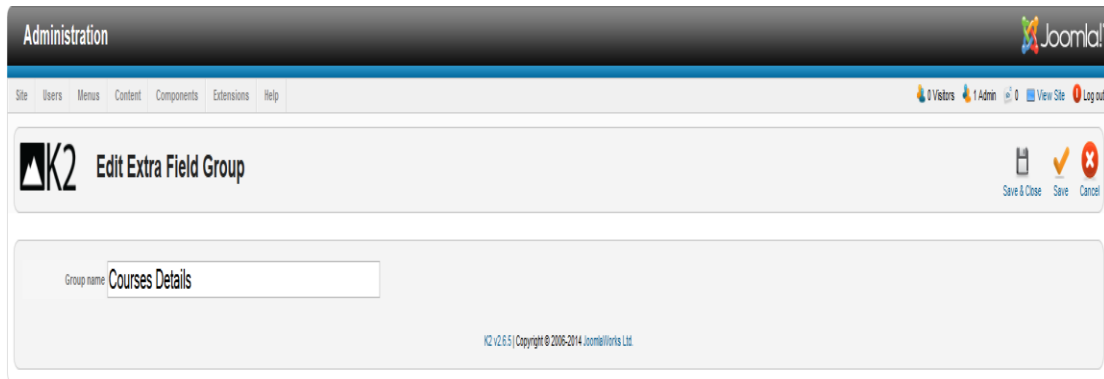 Administration
Joomla!
Site Users Menus Content Components Extensions Help
0 Visitors 1 Admin 0 View Site Log out
K2 Edit Extra Field Group
Save & Close Save Cancel
Group name Courses Details
K2 v2.6.5 | Copyright © 2006-2014 JoomlaWorks Ltd.